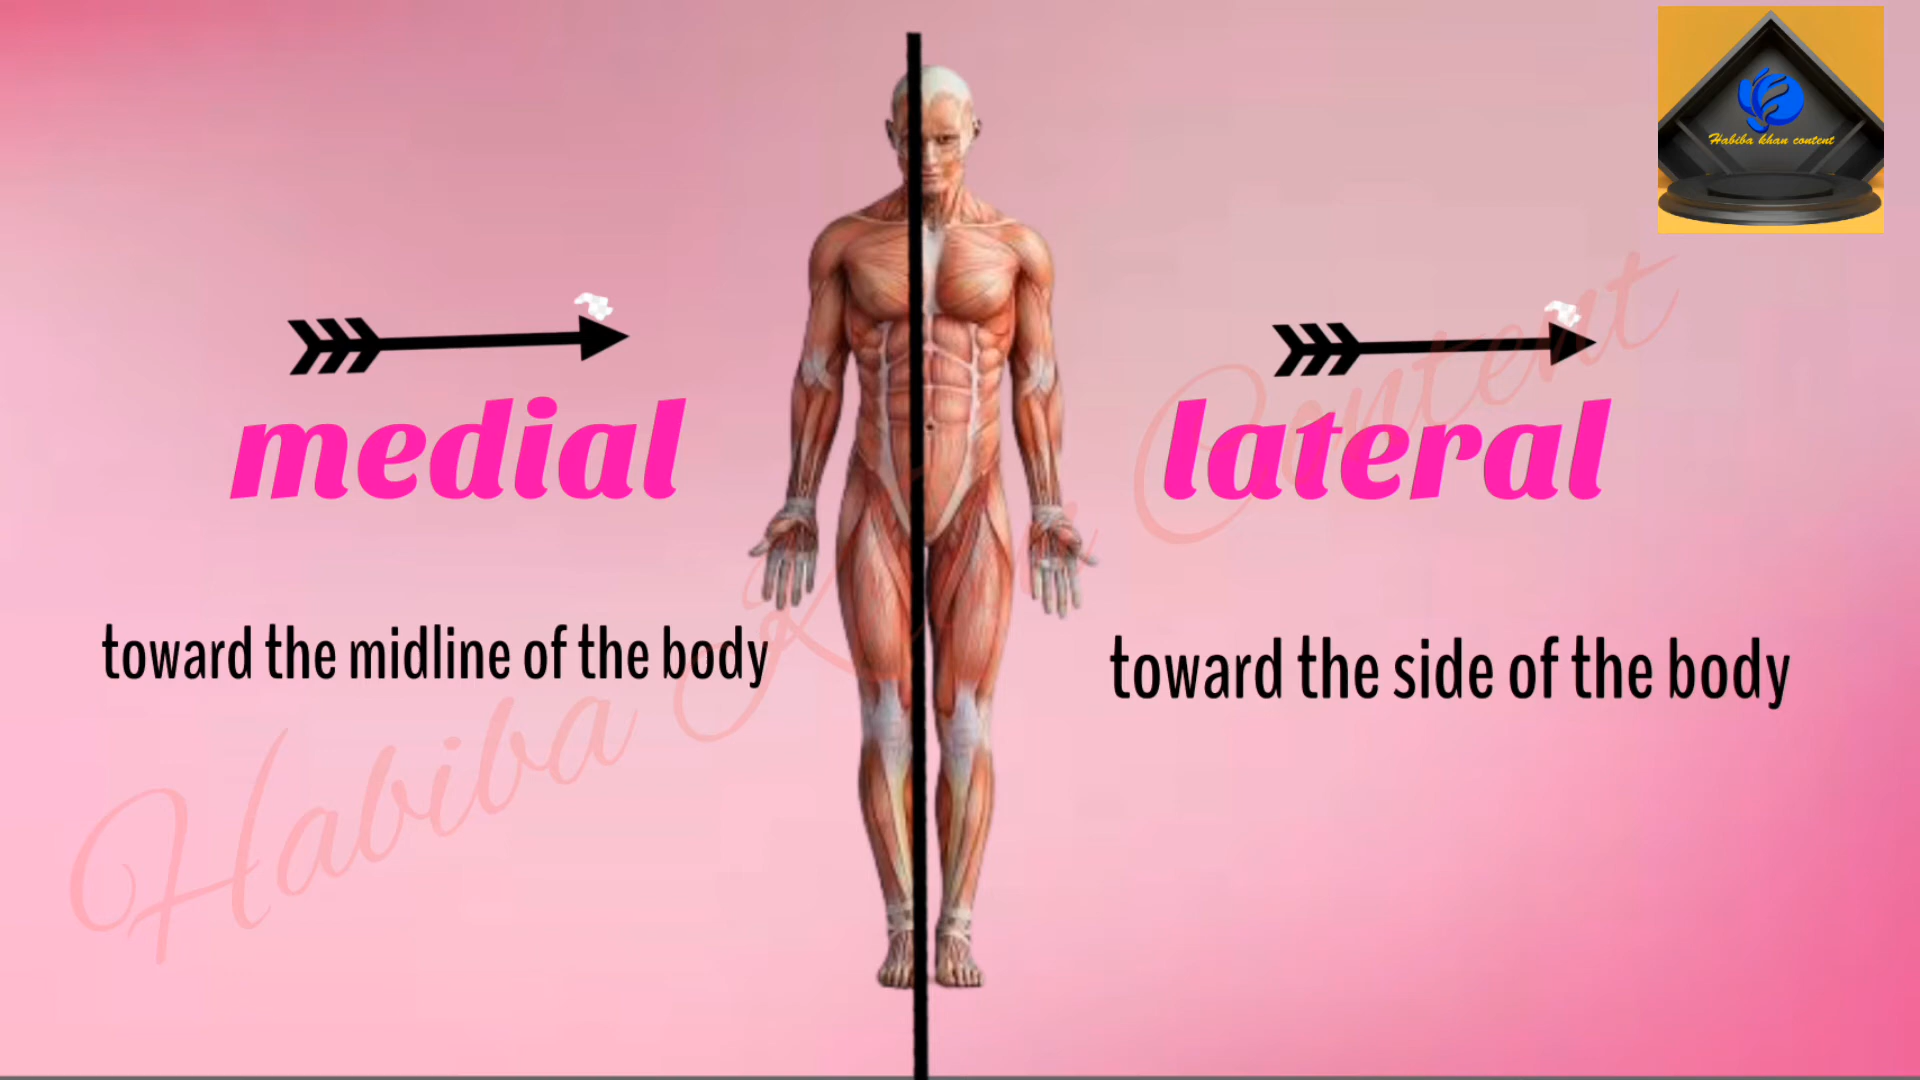 Habiba khan content
medial
lateral
toward the midline of the body
toward the side of the body
Habiba Khan Content